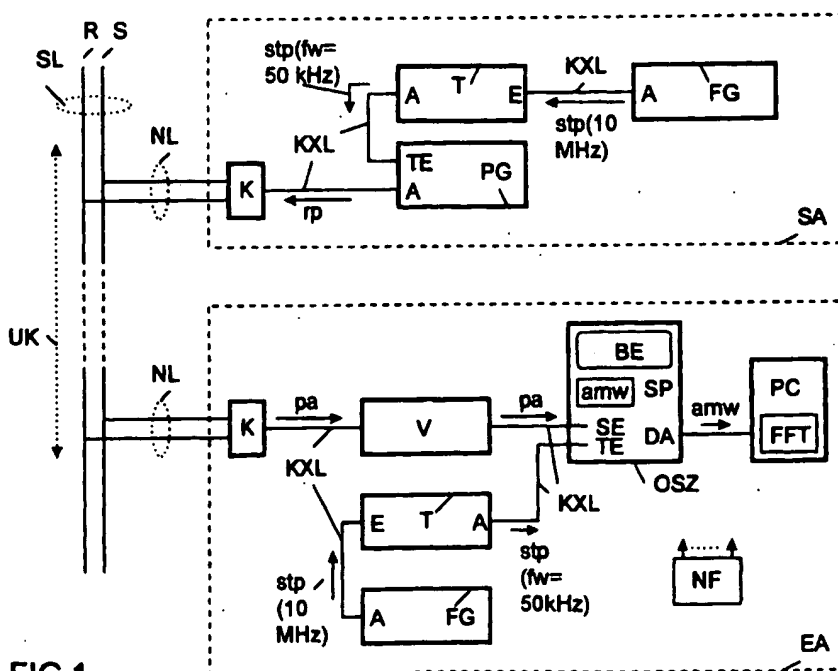 R S
SL
stp(fw=
50 kHz)
A T E
KXL
A FG
stp(10
MHz)
NL
K
KXL
TE
A PG
rp
SA
UK
NL
K
pa
V
pa
KXL
BE
amw SP
SE
TE
DA
OSZ
amw
PC
FFT
E T A
KXL
stp
(10
MHz)
stp
(fw=
50kHz)
A FG
NF
EA
FIG 1